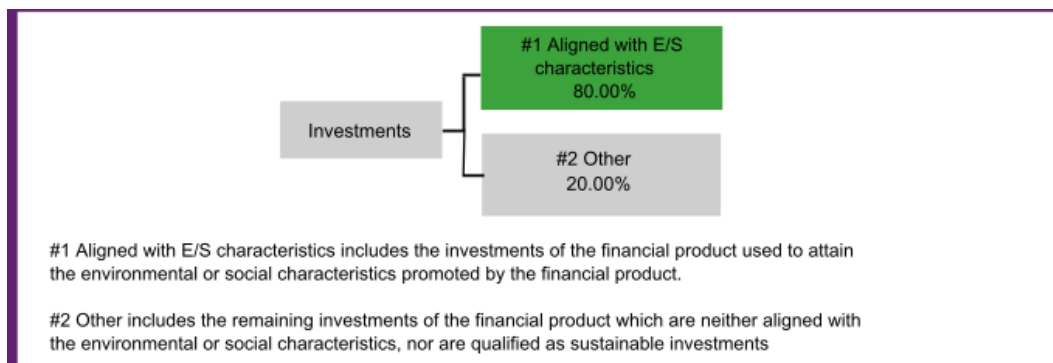 #1 Aligned with E/S
characteristics
80.00%
Investments
#2 Other
20.00%
#1 Aligned with E/S characteristics includes the investments of the financial product used to attain
the environmental or social characteristics promoted by the financial product.
#2 Other includes the remaining investments of the financial product which are neither aligned with
the environmental or social characteristics, nor are qualified as sustainable investments